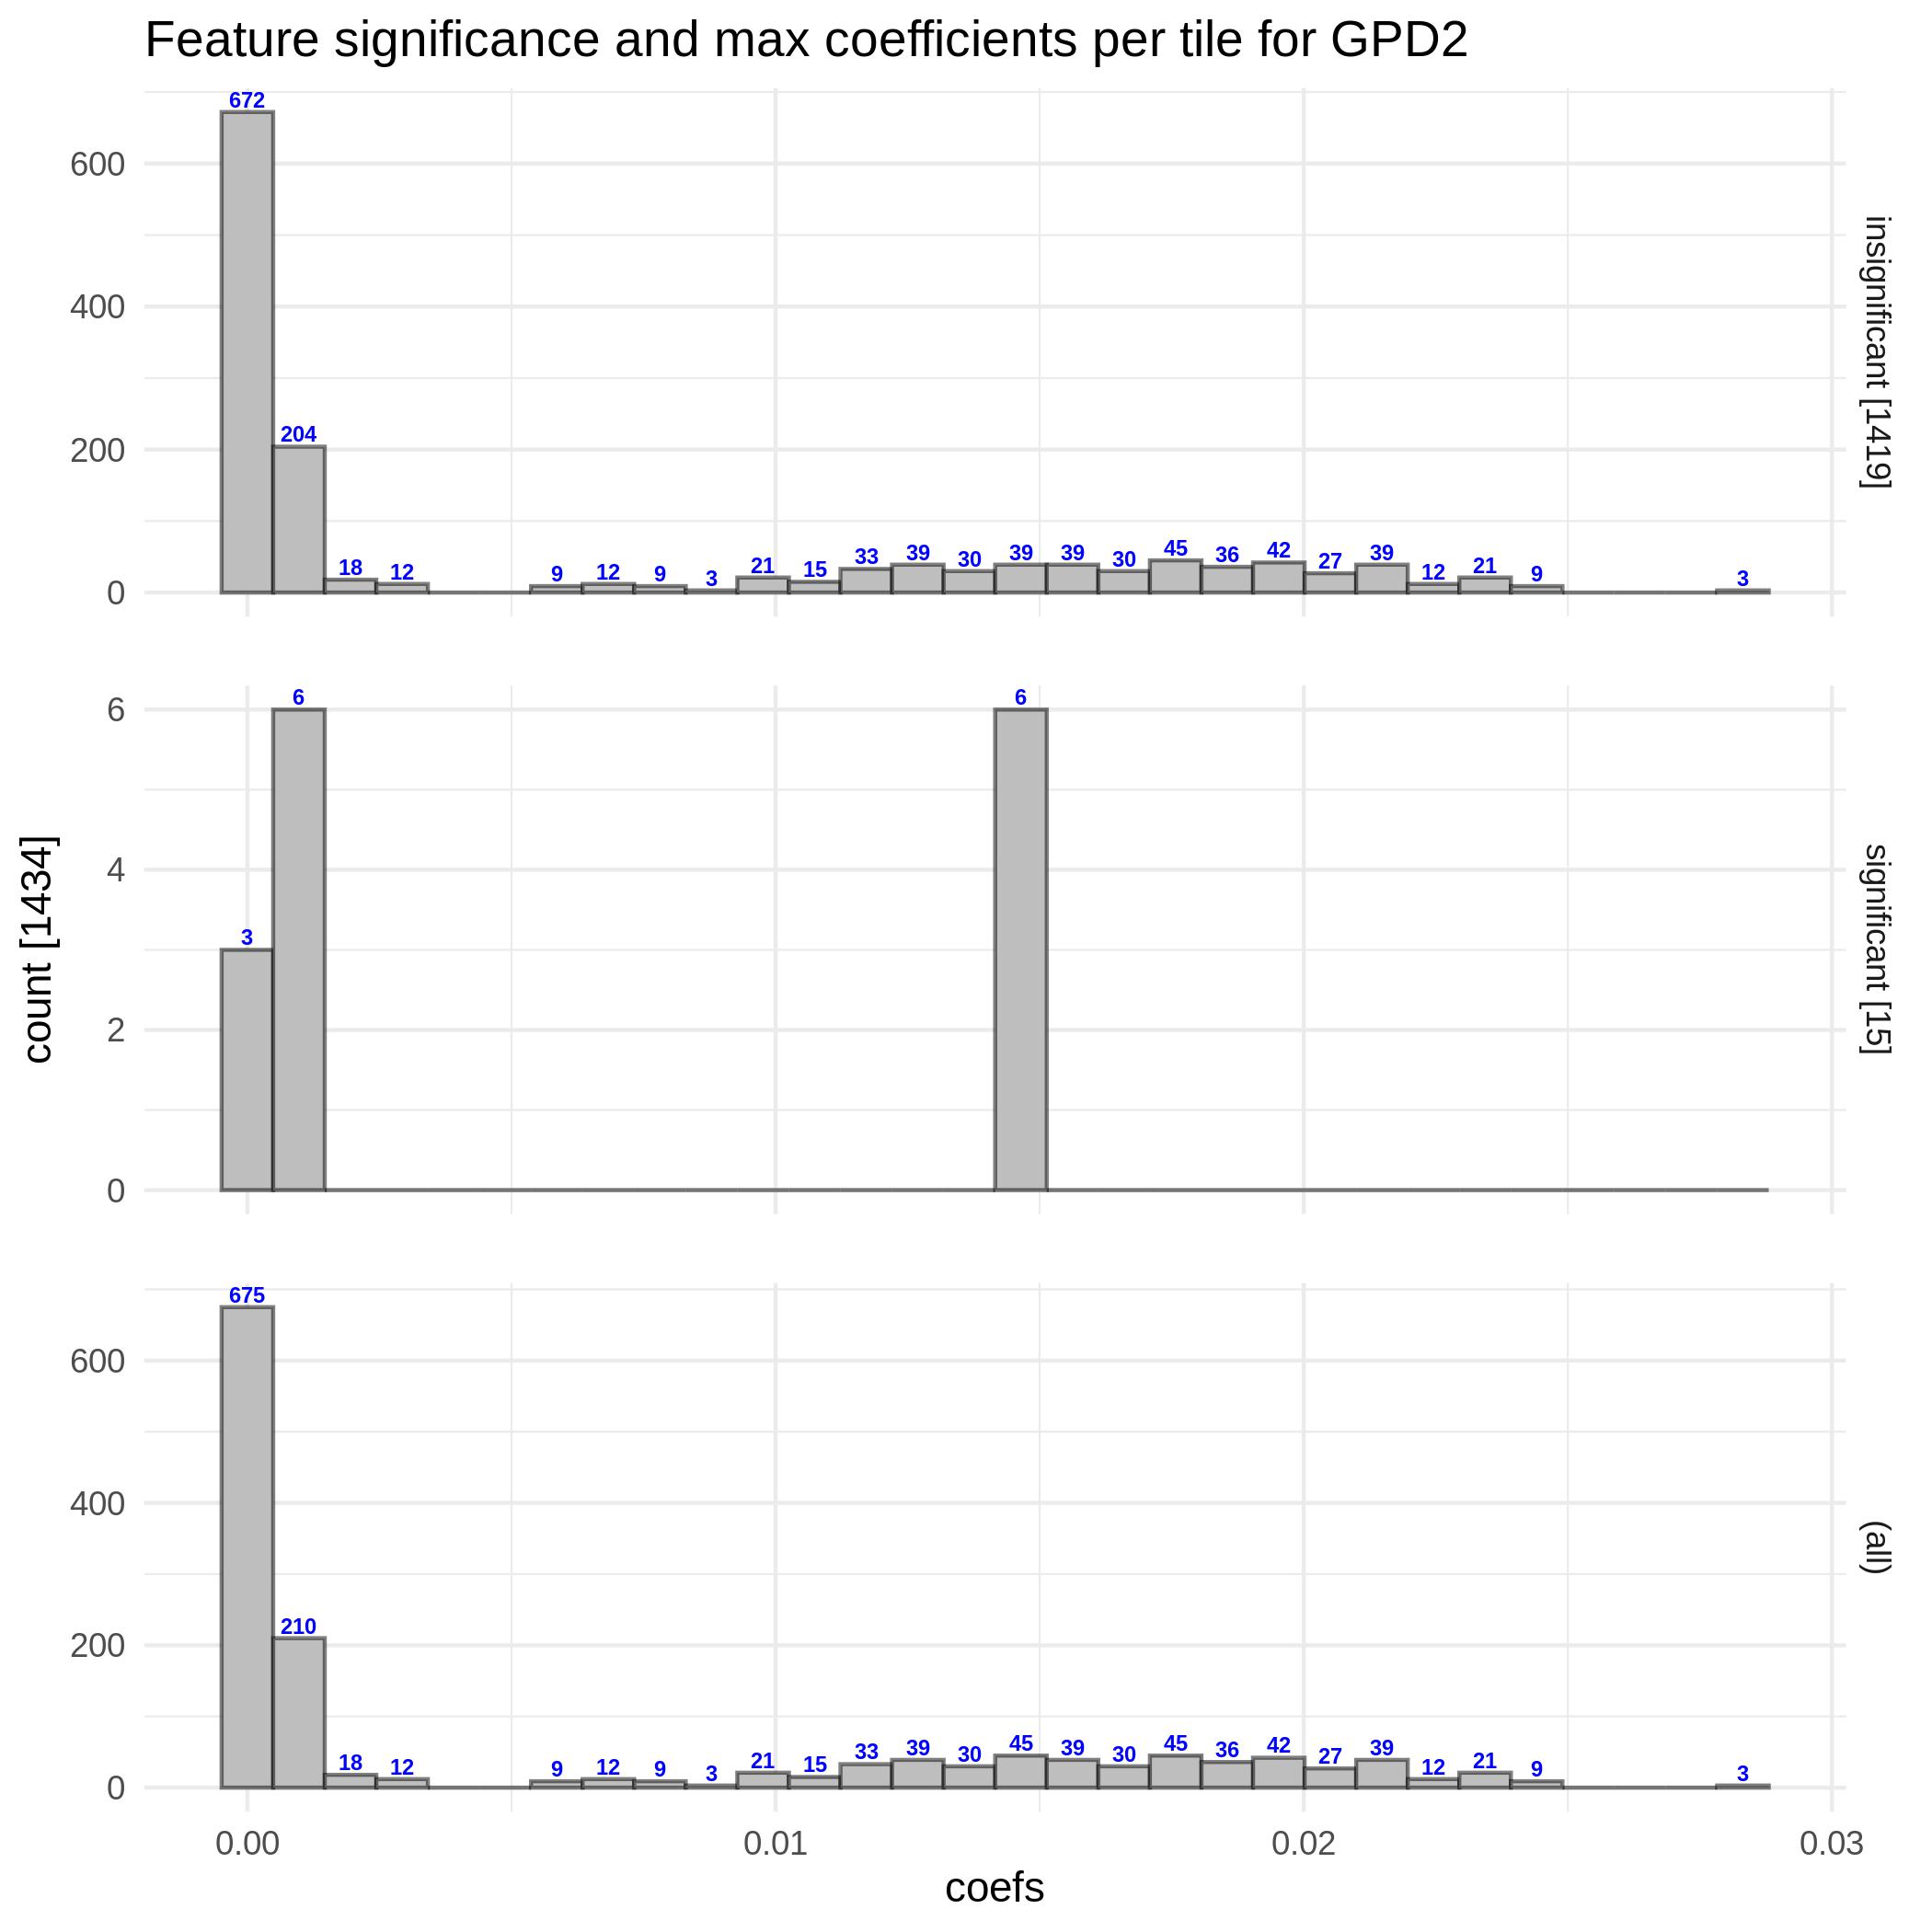 Feature significance and max coefficients per tile for GPD2
672
600
400
204
200
18 12 9 12 9 3 21 15 33 39 30 39 39 30 45 36 42 27 39 12 21 9 3
0
insignificant [1419]
6 6
6
4
3
2
0
significant [15]
count [1434]
675
600
400
210
200
18 12 9 12 9 3 21 15 33 39 30 45 39 30 45 36 42 27 39 12 21 9 3
0
(all)
0.00 0.01 0.02 0.03
coefs